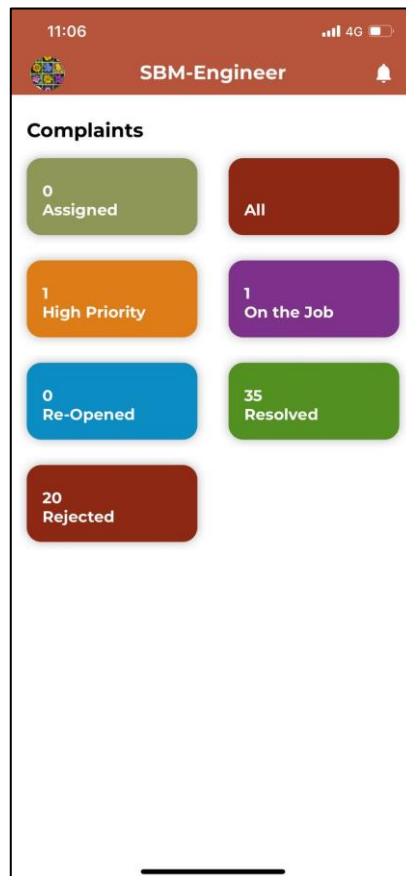 11:06
4G
SBM-Engineer
Complaints
0
Assigned
All
1
High Priority
1
On the Job
0
Re-Opened
35
Resolved
20
Rejected